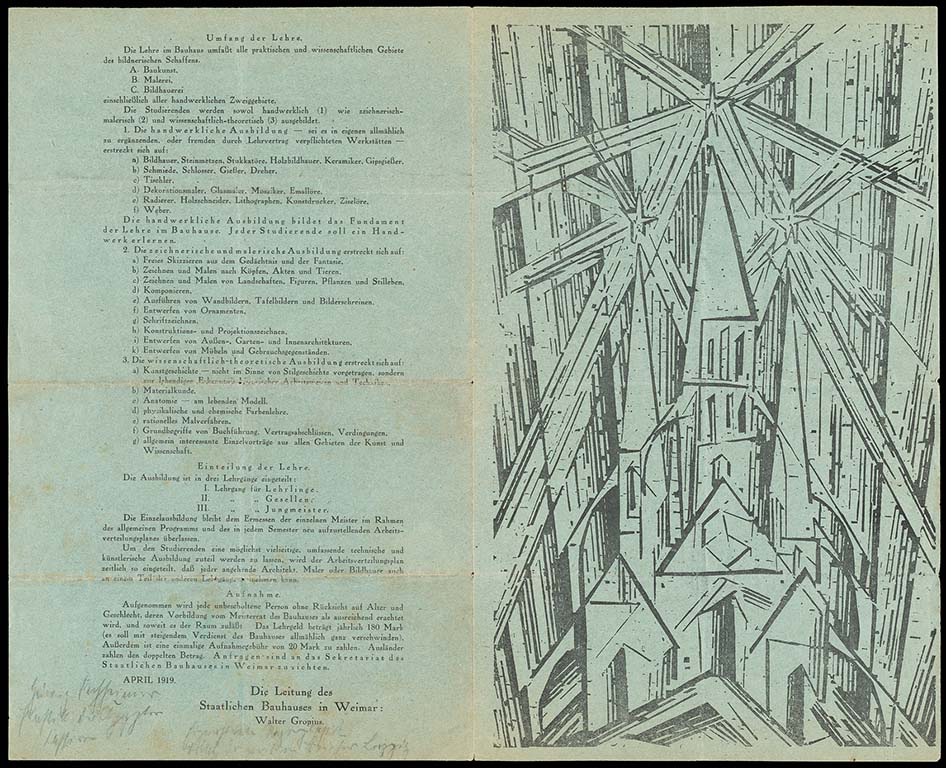 Umfang der Lehre.
Die Lehre im Bauhaus umfaßt alle praktischen und wissenschaftlichen Gebiete
des bildnerischen Schaffens.
A. Baukunst,
B. Malerei,
C. Bildhauerei
einschließlich aller handwerklichen Zweiggebiete.
Die Studierenden werden sowol handwerklich (1) wie zeichnerisch-
malerisch (2) und wissenschaftlich-theoretisch (3) ausgebildet.
1. Die handwerkliche Ausbildung — sei es in eigenen allmählich
zu ergänzenden, oder fremden durch Lehrvertrag verpflichteten Werkstätten —
erstreckt sich auf:
a) Bildhauer, Steinmetzen, Stukkatöre, Holzbildhauer, Keramiker, Gipsgießer,
b) Schmiede, Schlosser, Gießer, Dreher,
c) Tischler,
d) Dekorationsmaler, Glasmaler, Mosaiker, Emallöre,
e) Radierer, Holzschneider, Lithographen, Kunstdrucker, Ziselöre,
f) Weber.
Die handwerkliche Ausbildung bildet das Fundament
der Lehre im Bauhause. Jeder Studierende soll ein Hand-
werk erlernen.
2. Die zeichnerische und malerische Ausbildung erstreckt sich auf:
a) Freies Skizzieren aus dem Gedächtnis und der Fantasie,
b) Zeichnen und Malen nach Köpfen, Akten und Tieren,
c) Zeichnen und Malen von Landschaften, Figuren, Pflanzen und Stilleben,
d) Komponieren,
e) Ausführen von Wandbildern, Tafelbildern und Bilderschreinen,
f) Entwerfen von Ornamenten,
g) Schriftzeichnen,
h) Konstruktions- und Projektionszeichnen,
i) Entwerfen von Außen-, Garten- und Innenarchitekturen,
k) Entwerfen von Möbeln und Gebrauchsgegenständen.
3. Die wissenschaftlich-theoretische Ausbildung erstreckt sich auf:
a) Kunstgeschichte — nicht im Sinne von Stilgeschichte vorgetragen, sondern
zur lebendigen Erkenntnis historischer Arbeitsweisen und Techniken,
b) Materialkunde,
c) Anatomie — am lebenden Modell,
d) physikalische und chemische Farbenlehre,
e) rationelles Malverfahren,
f) Grundbegriffe von Buchführung, Vertragsabschlüssen, Verdingungen,
g) allgemein interessante Einzelvorträge aus allen Gebieten der Kunst und
Wissenschaft.
Einteilung der Lehre.
Die Ausbildung ist in drei Lehrgänge eingeteilt:
I. Lehrgang für Lehrlinge,
II. „ „ Gesellen,
III. „ „ Jungmeister.
Die Einzelausbildung bleibt dem Ermessen der einzelnen Meister im Rahmen
des allgemeinen Programms und des in jedem Semester neu aufzustellenden Arbeits-
verteilungsplanes überlassen.
Um den Studierenden eine möglichst vielseitige, umfassende technische und
künstlerische Ausbildung zuteil werden zu lassen, wird der Arbeitsverteilungsplan
zeitlich so eingeteilt, daß jeder angehende Architekt, Maler oder Bildhauer auch
an einem Teil der anderen Lehrgänge teilnehmen kann.
Aufnahme.
Aufgenommen wird jede unbescholtene Person ohne Rücksicht auf Alter und
Geschlecht, deren Vorbildung vom Meisterrat des Bauhauses als ausreichend erachtet
wird, und soweit es der Raum zuläßt. Das Lehrgeld beträgt jährlich 180 Mark
(es soll mit steigendem Verdienst des Bauhauses allmählich ganz verschwinden).
Außerdem ist eine einmalige Aufnahmegebühr von 20 Mark zu zahlen. Ausländer
zahlen den doppelten Betrag. Anfragen sind an das Sekretariat des
Staatlichen Bauhauses in Weimar zu richten.
APRIL 1919.
Die Leitung des
Staatlichen Bauhauses in Weimar:
Walter Gropius.